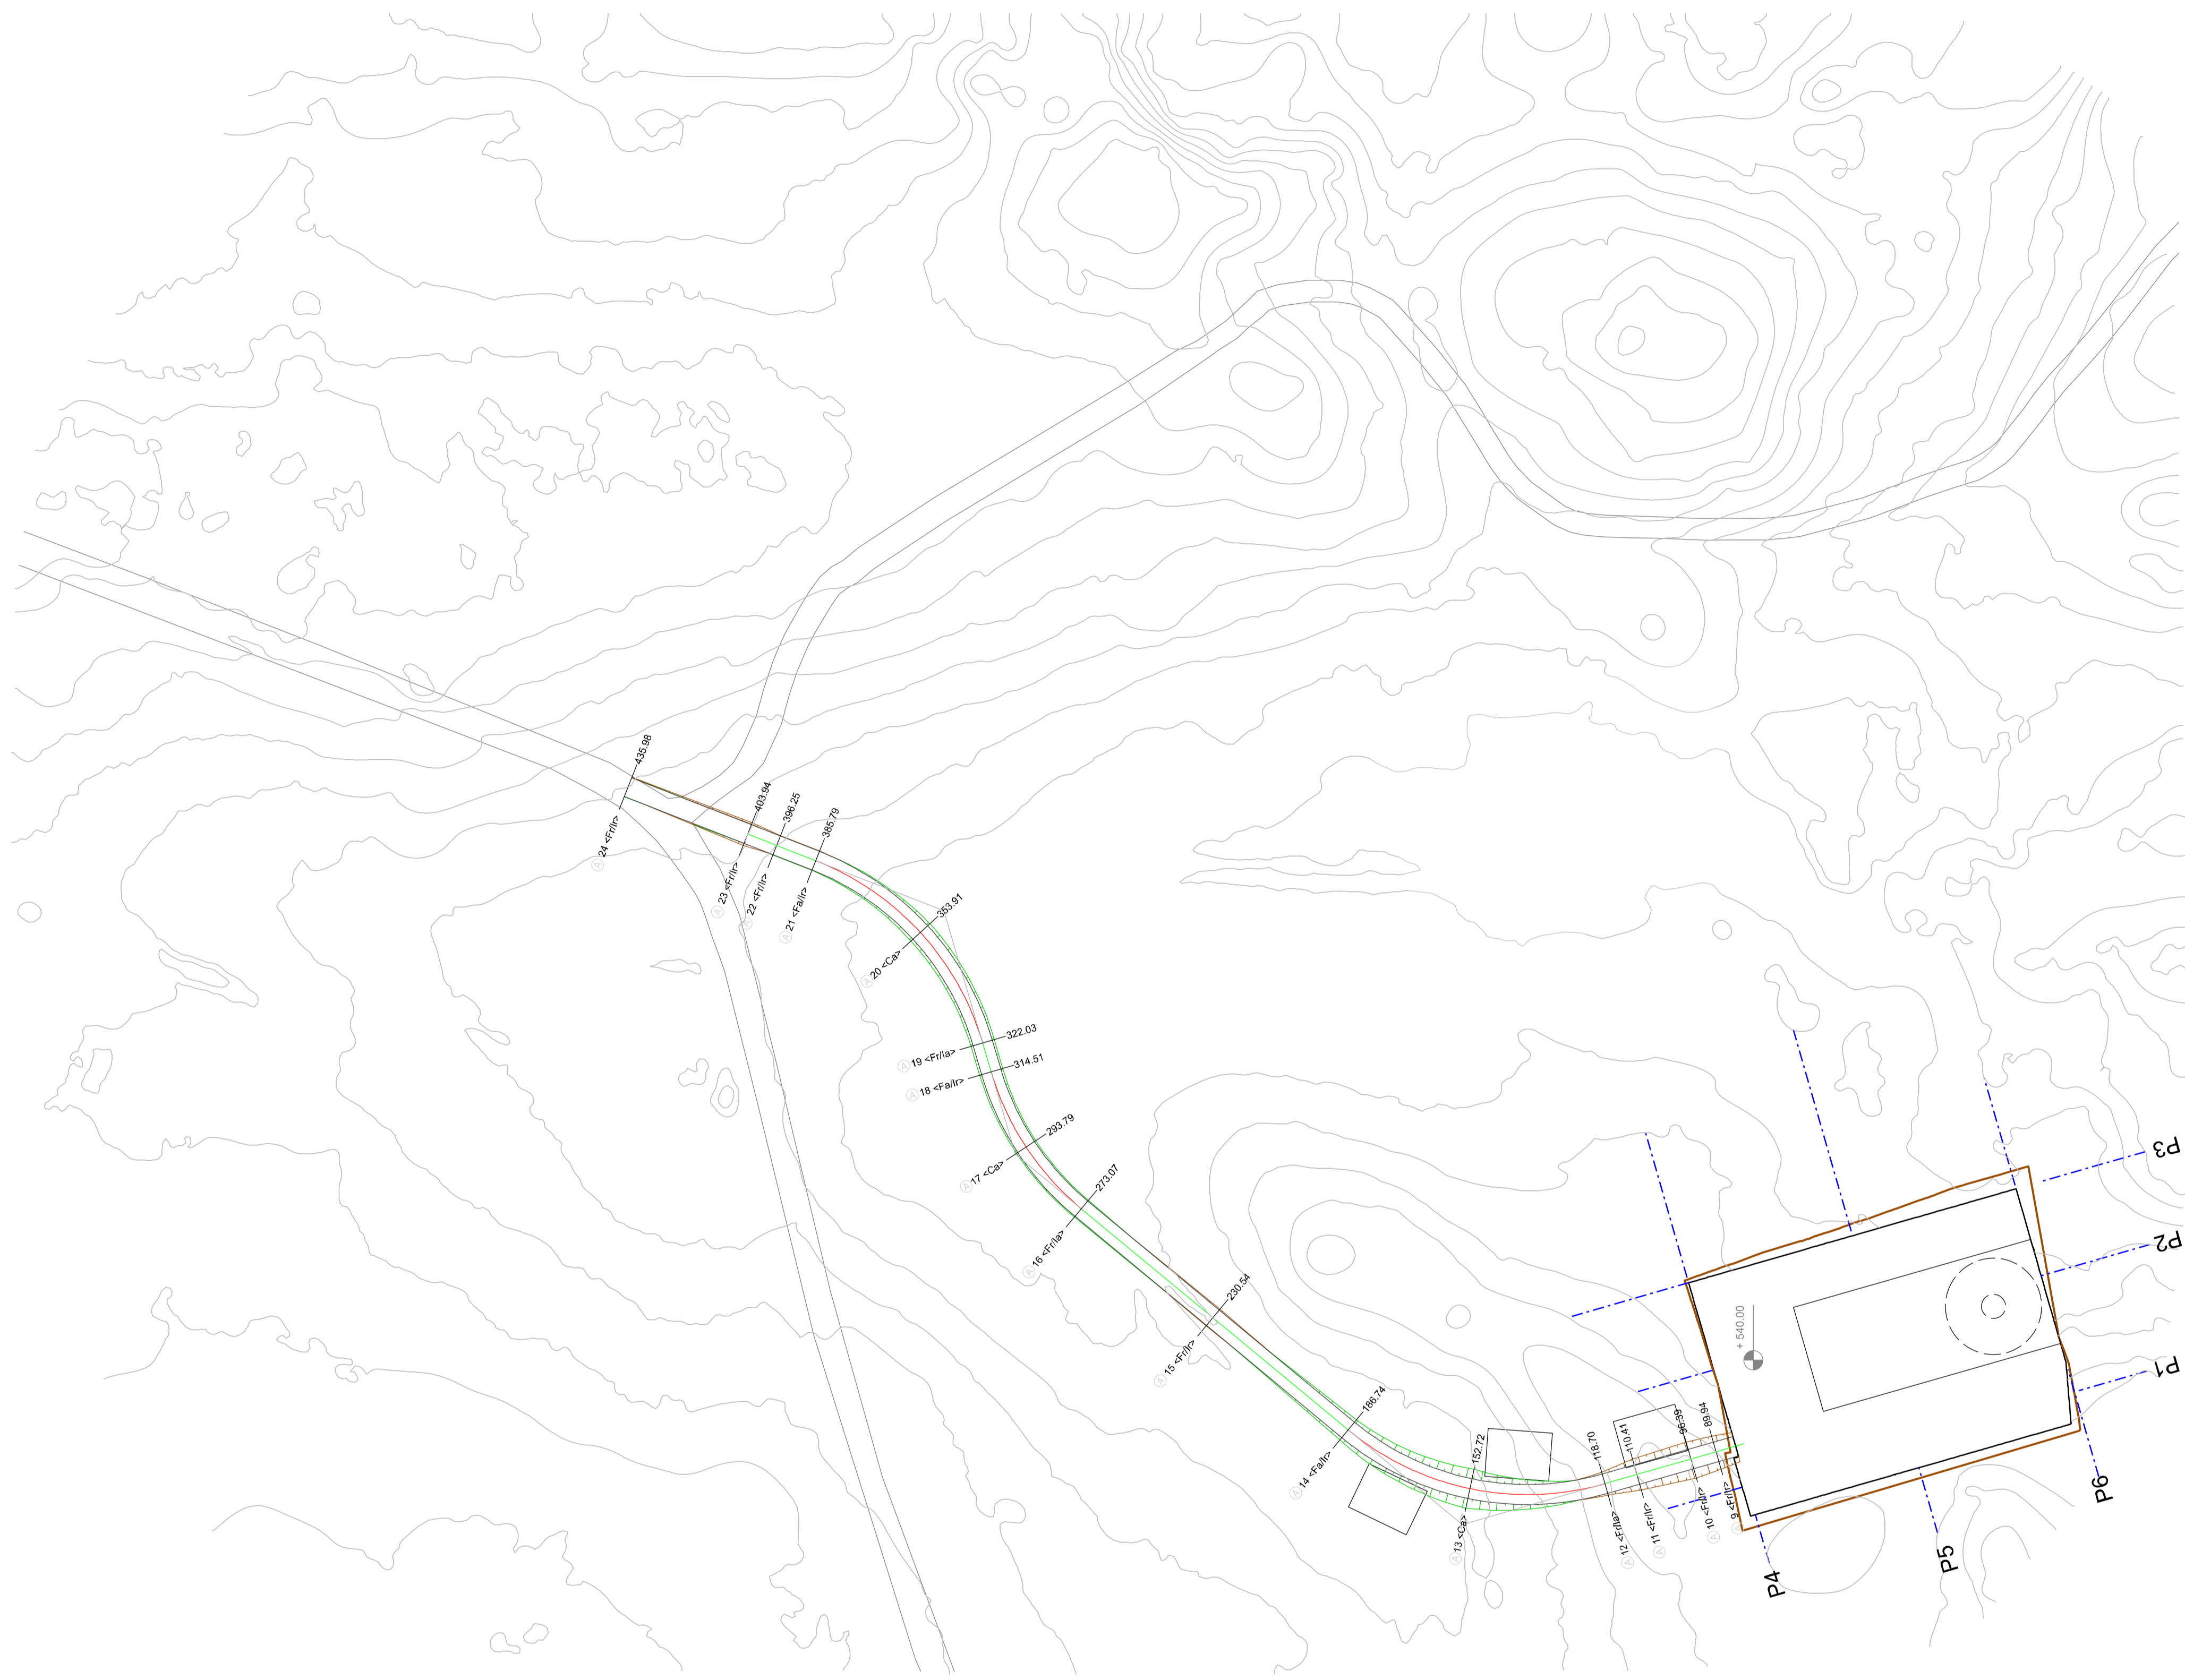 435.98
A 24 <Fr/Ir>
403.94
A 23 <Fr/Ir>
396.25
A 22 <Fr/Ir>
385.79
A 21 <Fa/Ir>
353.91
A 20 <Ca>
322.03
A 19 <Fr/Ia>
314.51
A 18 <Fa/Ir>
293.79
A 17 <Ca>
273.07
A 16 <Fr/Ia>
230.54
A 15 <Fr/Ir>
186.74
A 14 <Fa/Ir>
152.72
A 13 <Ca>
118.70
A 12 <Fr/Ia>
110.41
A 11 <Fr/Ir>
96.39
A 10 <Fr/Ir>
89.94
A 9 <Fr/Ir>
+ 540.00
P3
P2
P1
P6
P5
P4